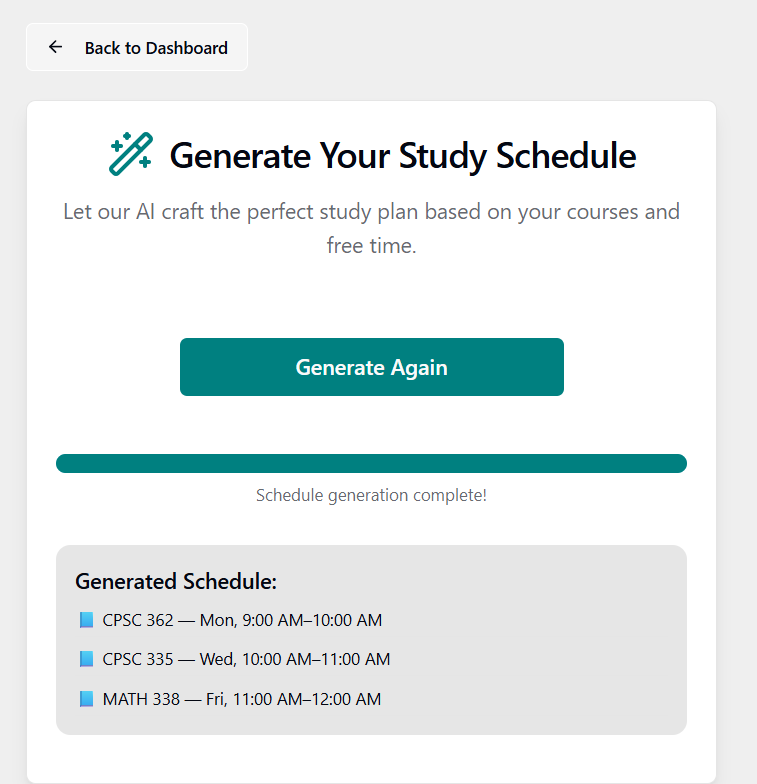 Back to Dashboard
Generate Your Study Schedule
Let our AI craft the perfect study plan based on your courses and
free time.
Generate Again
Schedule generation complete!
Generated Schedule:
CPSC 362 — Mon, 9:00 AM–10:00 AM
CPSC 335 — Wed, 10:00 AM–11:00 AM
MATH 338 — Fri, 11:00 AM–12:00 AM